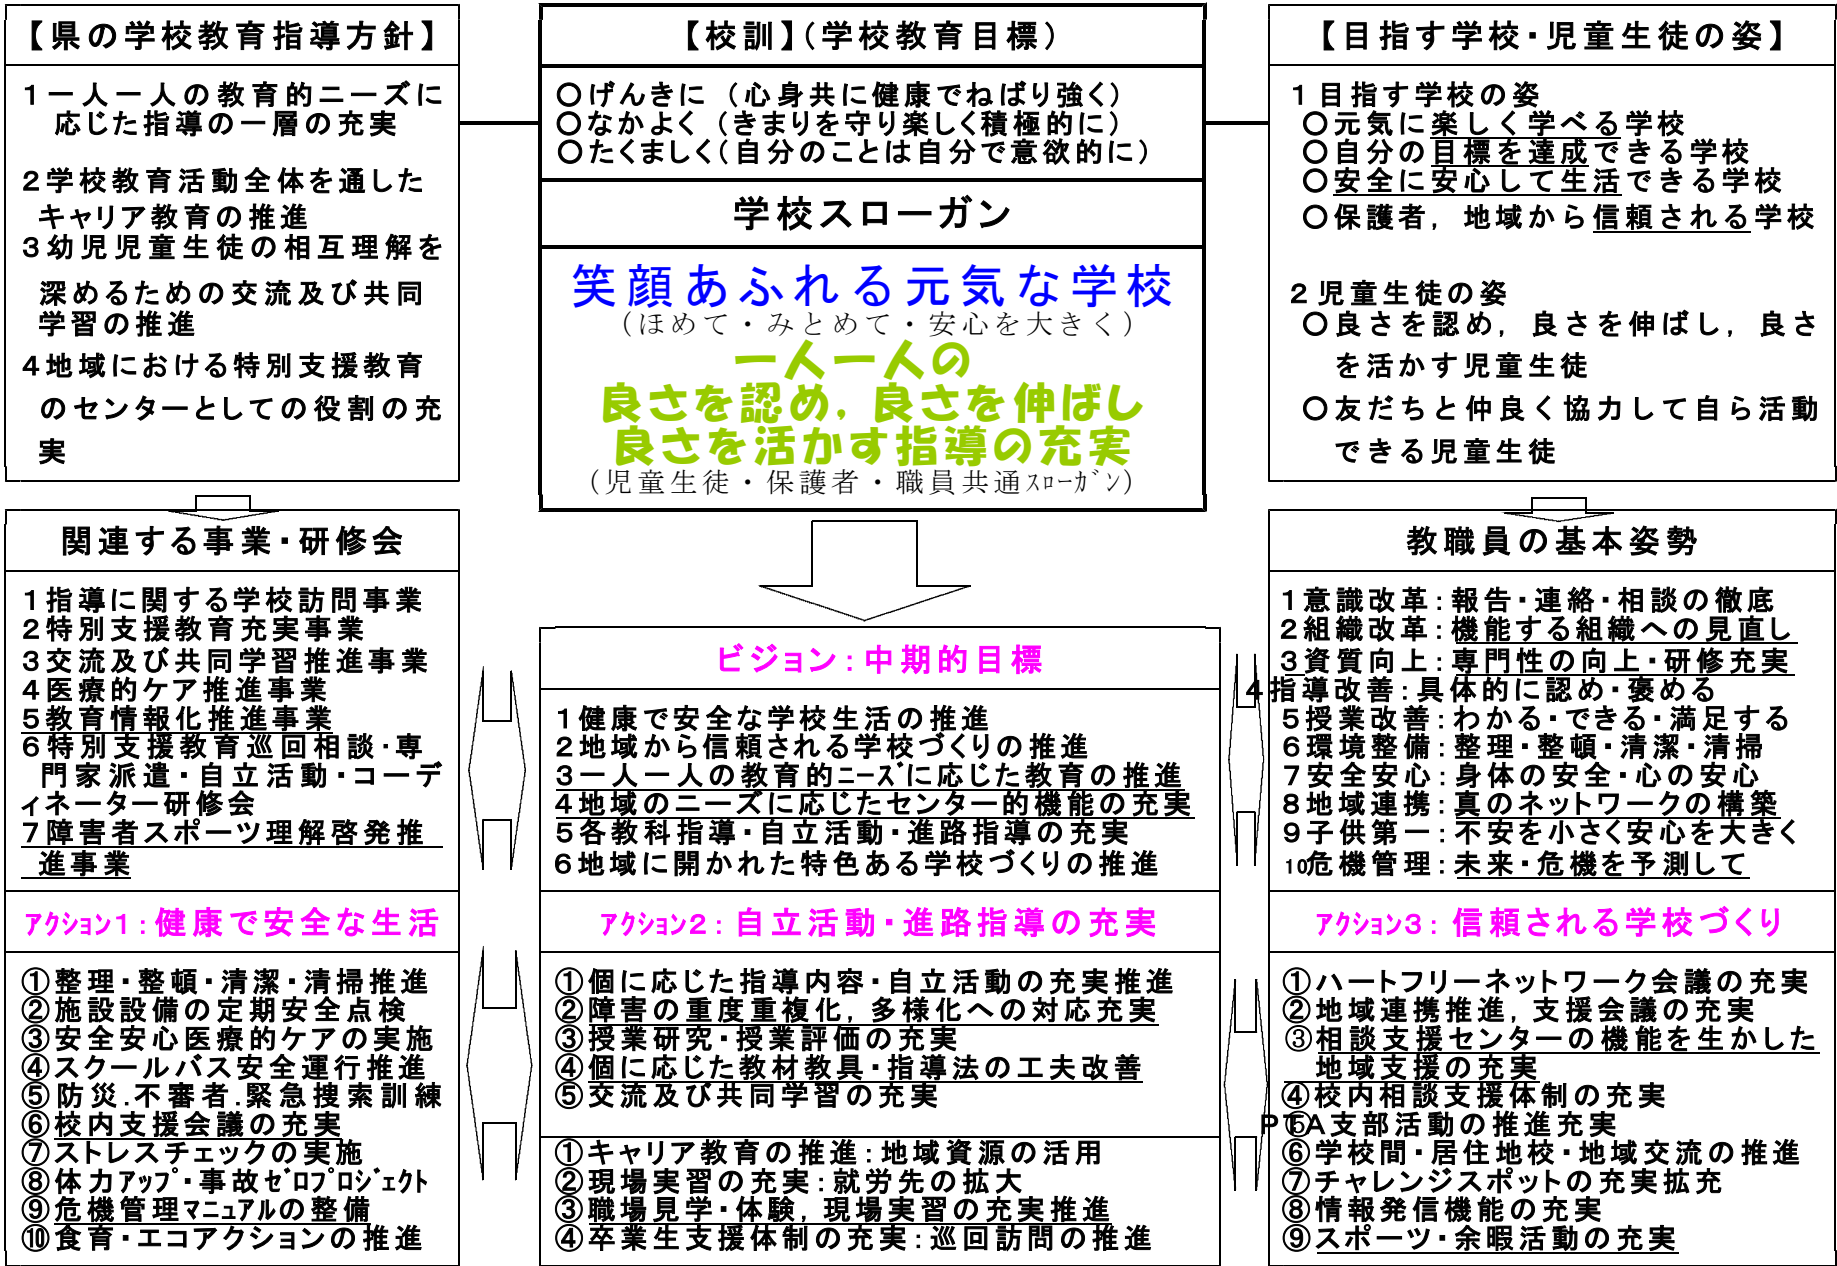 【県の学校教育指導方針】
1一人一人の教育的ニーズに
応じた指導の一層の充実
2学校教育活動全体を通した
キャリア教育の推進
3幼児児童生徒の相互理解を
深めるための交流及び共同
学習の推進
4地域における特別支援教育
のセンターとしての役割の充
実
【校訓】(学校教育目標)
○げんきに (心身共に健康でねばり強く)
○なかよく (きまりを守り楽しく積極的に)
○たくましく(自分のことは自分で意欲的に)
学校スローガン
笑顔あふれる元気な学校
(ほめて・みとめて・安心を大きく)
一人一人の
良さを認め,良さを伸ばし
良さを活かす指導の充実
(児童生徒・保護者・職員共通ｽﾛｰｶﾞﾝ)
【目指す学校・児童生徒の姿】
1目指す学校の姿
○元気に楽しく学べる学校
○自分の目標を達成できる学校
○安全に安心して生活できる学校
○保護者,地域から信頼される学校
2児童生徒の姿
○良さを認め,良さを伸ばし,良さ
を活かす児童生徒
○友だちと仲良く協力して自ら活動
できる児童生徒
関連する事業・研修会
1指導に関する学校訪問事業
2特別支援教育充実事業
3交流及び共同学習推進事業
4医療的ケア推進事業
5教育情報化推進事業
6特別支援教育巡回相談・専
門家派遣・自立活動・コーデ
ィネーター研修会
7障害者スポーツ理解啓発推
進事業
ビジョン:中期的目標
1健康で安全な学校生活の推進
2地域から信頼される学校づくりの推進
3一人一人の教育的ﾆｰｽﾞに応じた教育の推進
4地域のニーズに応じたセンター的機能の充実
5各教科指導・自立活動・進路指導の充実
6地域に開かれた特色ある学校づくりの推進
教職員の基本姿勢
1意識改革:報告・連絡・相談の徹底
2組織改革:機能する組織への見直し
3資質向上:専門性の向上・研修充実
4指導改善:具体的に認め・褒める
5授業改善:わかる・できる・満足する
6環境整備:整理・整頓・清潔・清掃
7安全安心:身体の安全・心の安心
8地域連携:真のネットワークの構築
9子供第一:不安を小さく安心を大きく
10危機管理:未来・危機を予測して
ｱｸｼｮﾝ1:健康で安全な生活
①整理・整頓・清潔・清掃推進
②施設設備の定期安全点検
③安全安心医療的ケアの実施
④スクールバス安全運行推進
⑤防災.不審者.緊急捜索訓練
⑥校内支援会議の充実
⑦ストレスチェックの実施
⑧体力ｱｯﾌﾟ・事故ｾﾞﾛﾌﾟﾛｼﾞｪｸﾄ
⑨危機管理ﾏﾆｭｱﾙの整備
⑩食育・エコアクションの推進
ｱｸｼｮﾝ2:自立活動・進路指導の充実
①個に応じた指導内容・自立活動の充実推進
②障害の重度重複化,多様化への対応充実
③授業研究・授業評価の充実
④個に応じた教材教具・指導法の工夫改善
⑤交流及び共同学習の充実
①キャリア教育の推進:地域資源の活用
②現場実習の充実:就労先の拡大
③職場見学・体験,現場実習の充実推進
④卒業生支援体制の充実:巡回訪問の推進
ｱｸｼｮﾝ3:信頼される学校づくり
①ハートフリーネットワーク会議の充実
②地域連携推進,支援会議の充実
③相談支援センターの機能を生かした
地域支援の充実
④校内相談支援体制の充実
⑤PTA支部活動の推進充実
⑥学校間・居住地校・地域交流の推進
⑦チャレンジスポットの充実拡充
⑧情報発信機能の充実
⑨スポーツ・余暇活動の充実